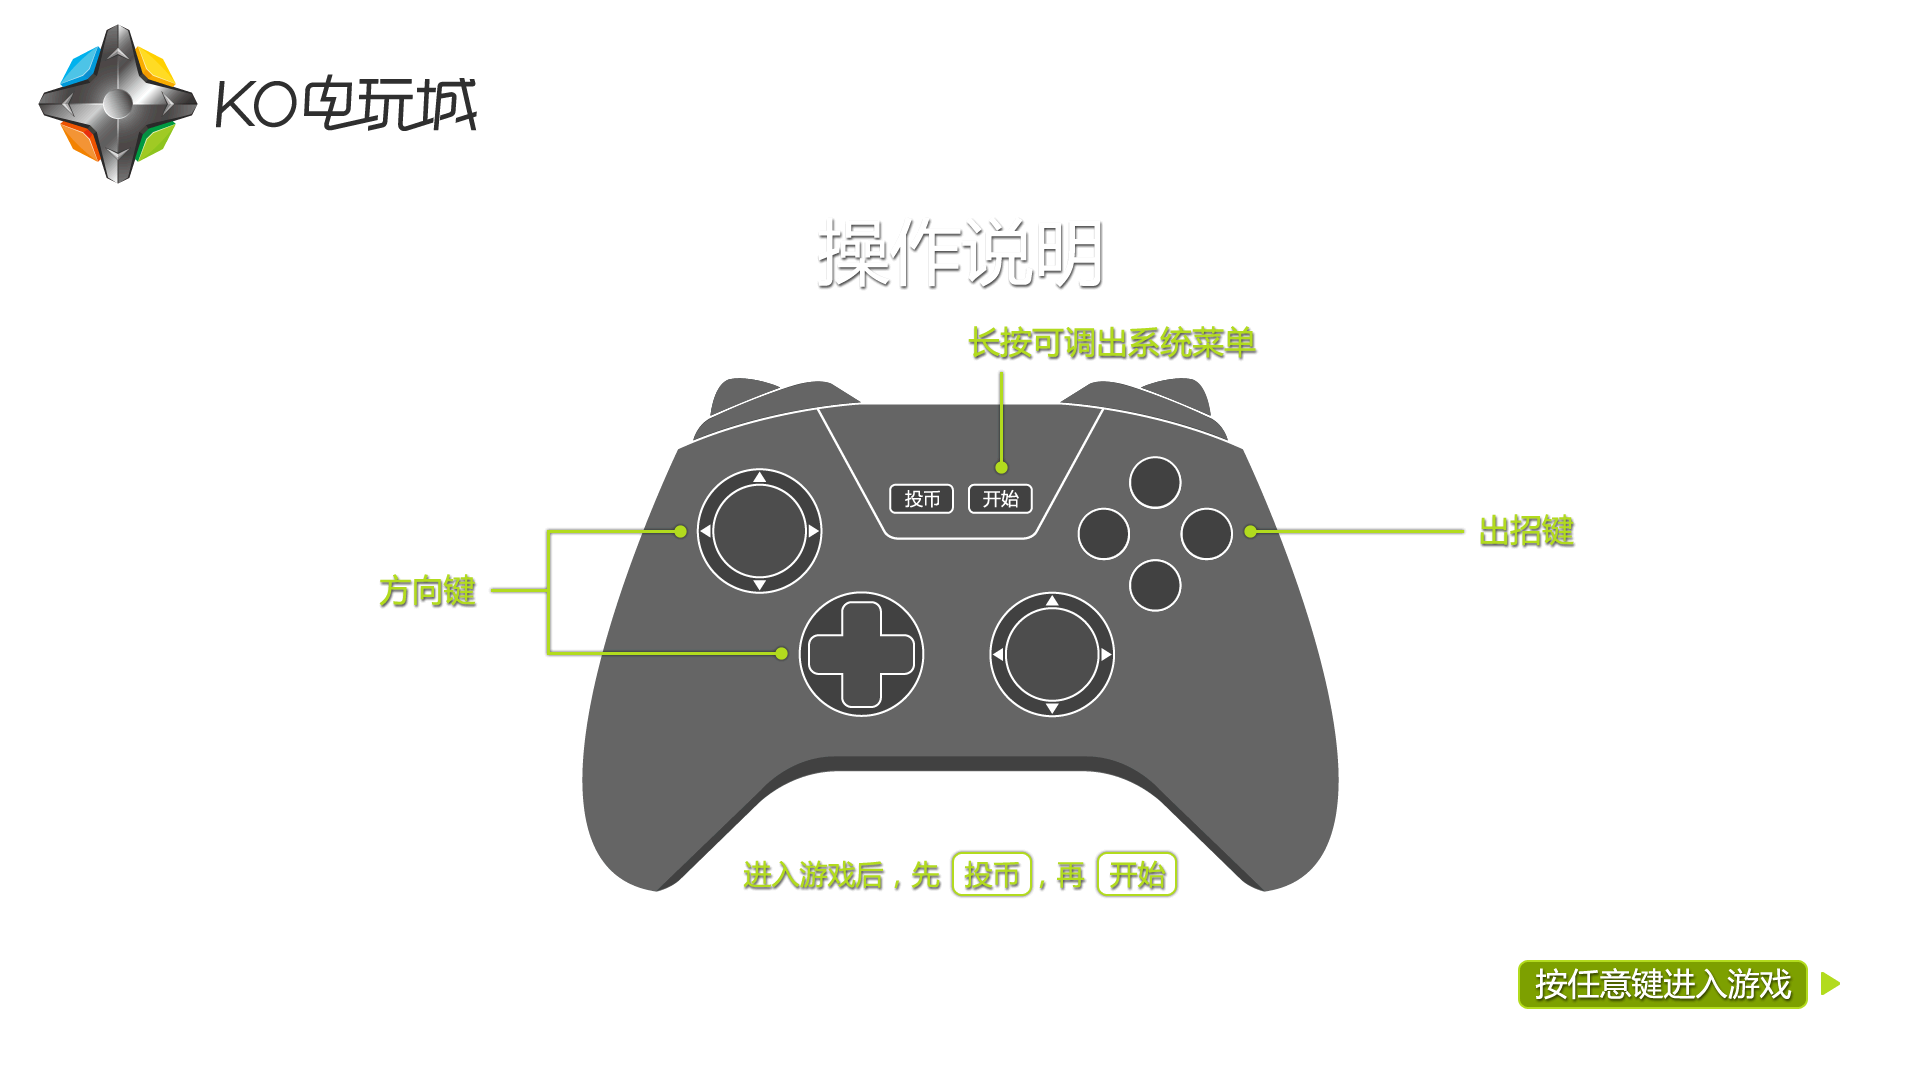 KO电玩城
操作说明
长按可调出系统菜单
投币 开始
出招键
方向键
进入游戏后，先 投币，再 开始
按任意键进入游戏